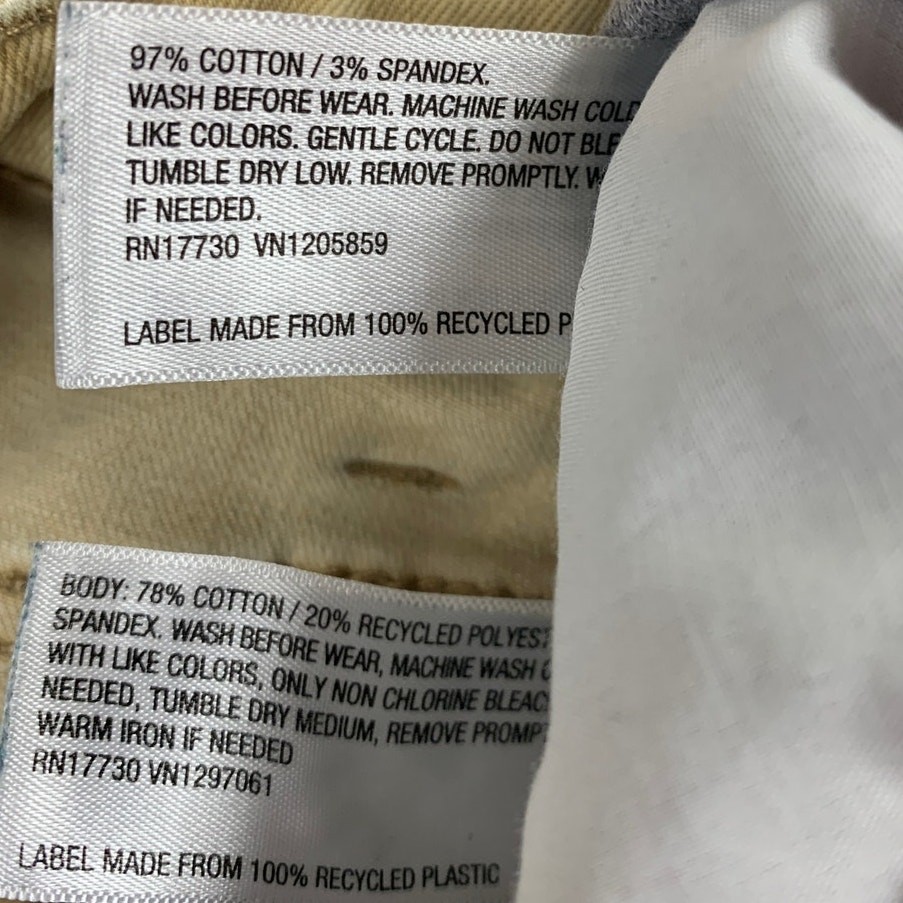 97% COTTON / 3% SPANDEX.
WASH BEFORE WEAR. MACHINE WASH COLD
LIKE COLORS. GENTLE CYCLE. DO NOT
TUMBLE DRY LOW. REMOVE PROMPTLY.
IF NEEDED.
RN17730 VN1205859
LABEL MADE FROM 100% RECYCLED
BODY: 78% COTTON / 20% RECYCLED
SPANDEX. WASH BEFORE WEAR, MACHINE WASH
WITH LIKE COLORS, ONLY NON CHLORINE
NEEDED, TUMBLE DRY MEDIUM, REMOVE
WARM IRON IF NEEDED
RN17730 VN1297061
LABEL MADE FROM 100% RECYCLED PLASTIC